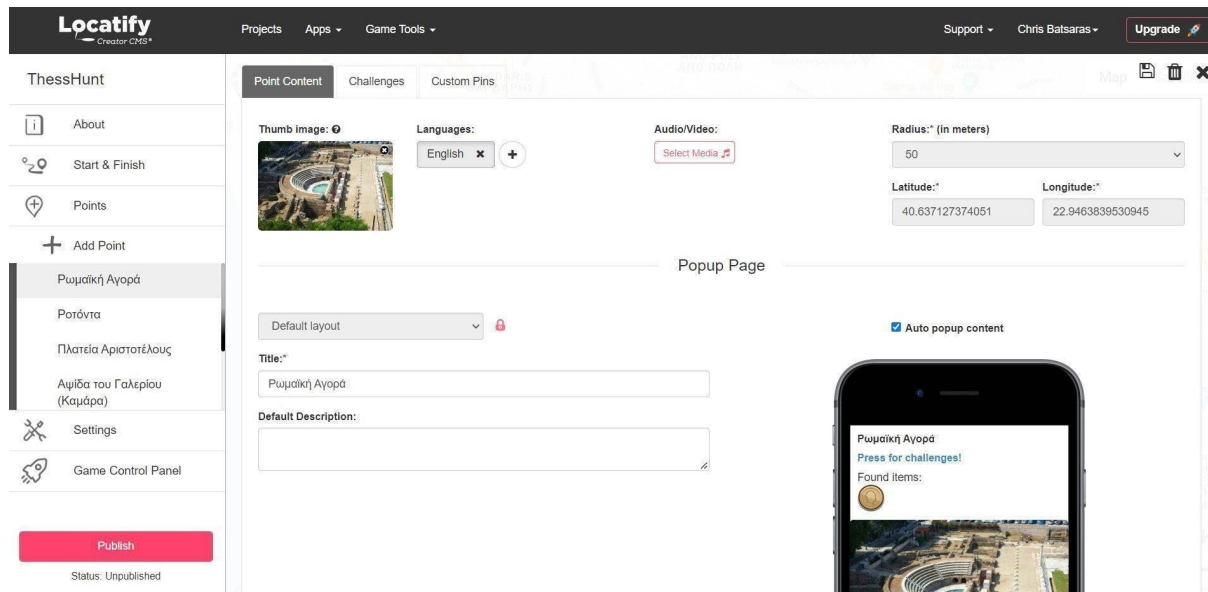 Locatify
Creator CMS*
Projects
Apps
Game Tools
Support
Chris Batsaras
Upgrade
ThessHunt
About
Start & Finish
Points
Add Point
Ρωμαϊκή Αγορά
Ροτόντα
Πλατεία Αριστοτέλους
Αψίδα του Γαλερίου
(Καμάρα)
Settings
Game Control Panel
Publish
Status: Unpublished
Point Content
Challenges
Custom Pins
Map
Thumb image:
Languages:
English
Audio/Video:
Select Media
Radius:* (in meters)
50
Latitude:*
Longitude:*
40.637127374051
22.9463839530945
Popup Page
Default layout
Auto popup content
Title:*
Ρωμαϊκή Αγορά
Default Description:
Ρωμαϊκή Αγορά
Press for challenges!
Found items: